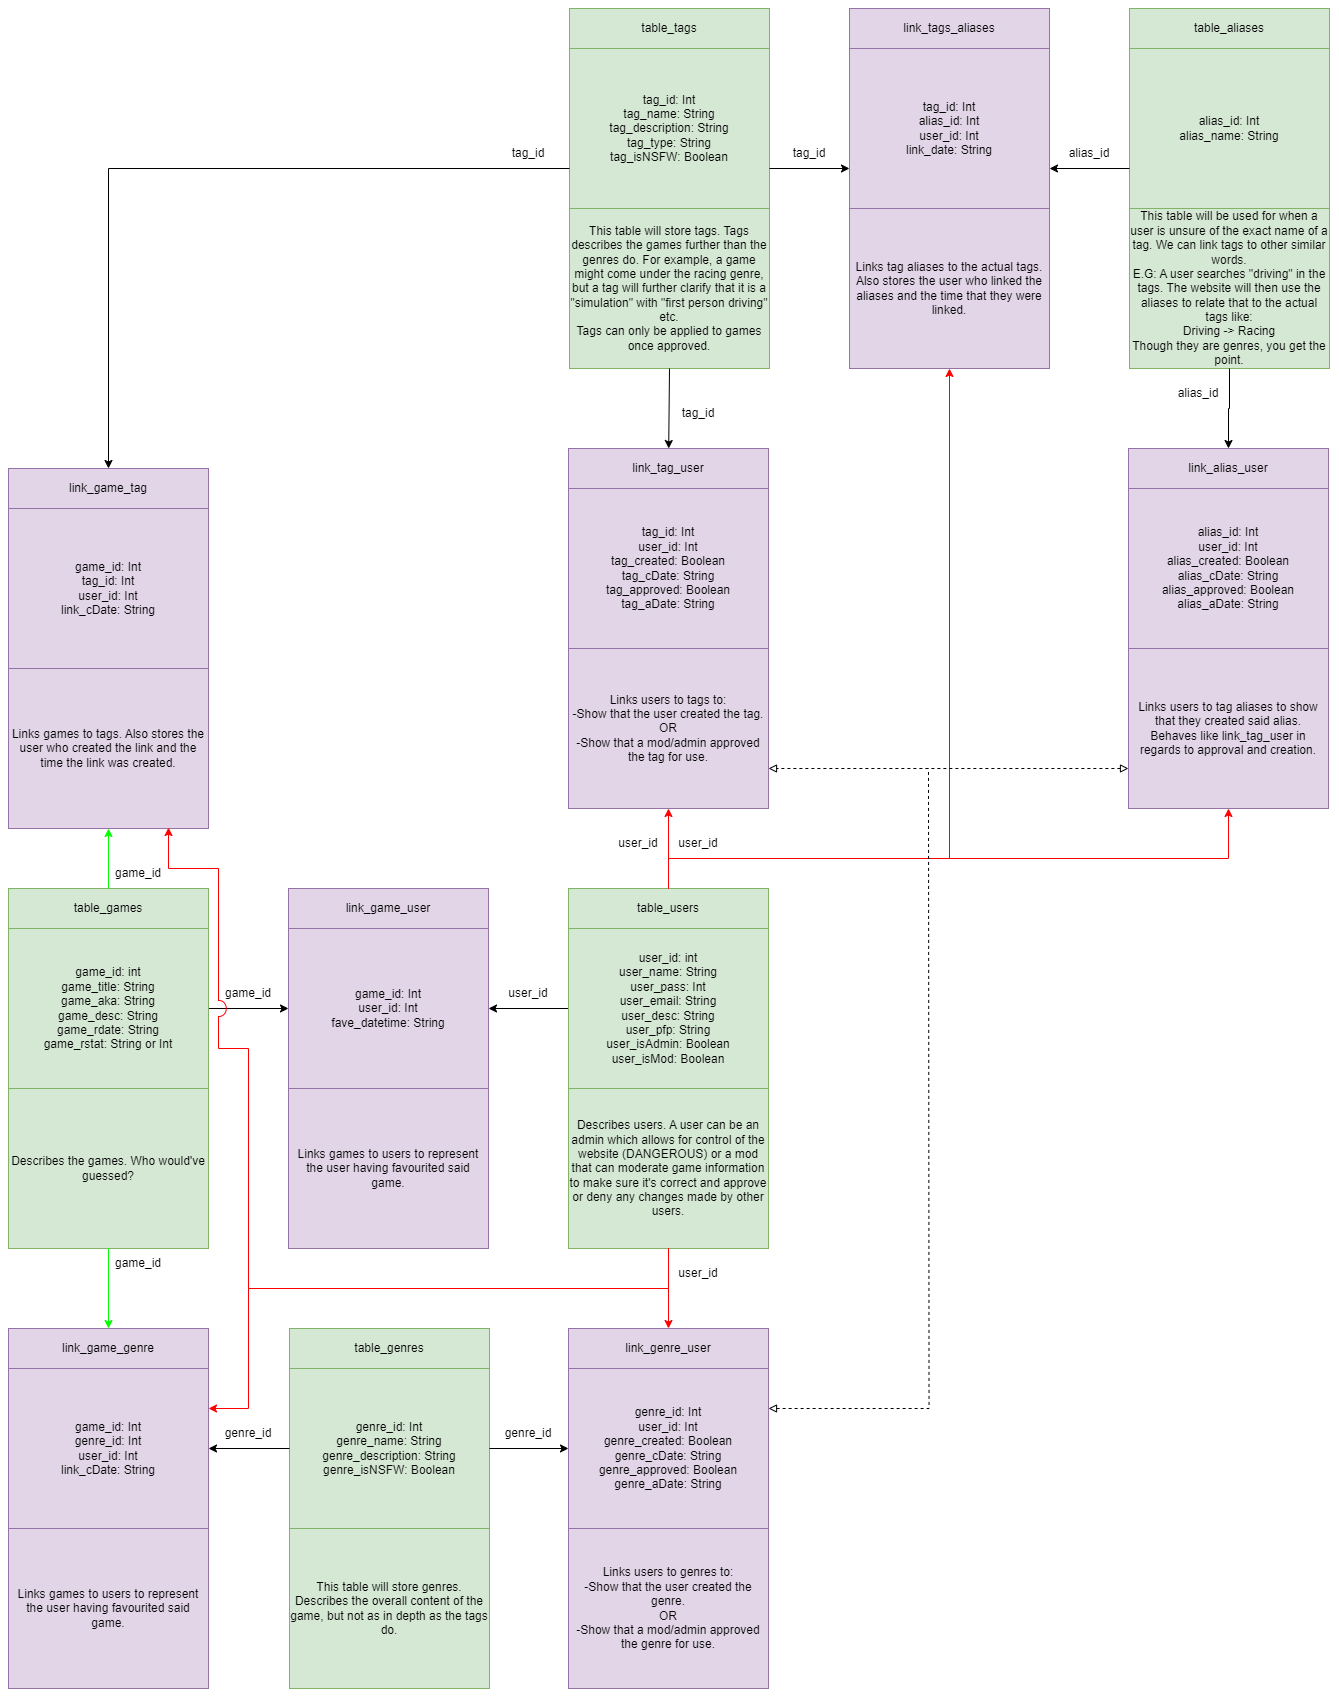 table_tags
tag_id: Int
tag_name: String
tag_description: String
tag_type: String
tag_isNSFW: Boolean
This table will store tags. Tags
describes the games further than the
genres do. For example, a game
might come under the racing genre,
but a tag will further clarify that it is a
"simulation" with "first person driving"
etc.
Tags can only be applied to games
once approved.
link_tags_aliases
tag_id: Int
alias_id: Int
user_id: Int
link_date: String
Links tag aliases to the actual tags.
Also stores the user who linked the
aliases and the time that they were
linked.
table_aliases
alias_id: Int
alias_name: String
This table will be used for when a
user is unsure of the exact name of a
tag. We can link tags to other similar
words.
E.G: A user searches "driving" in the
tags. The website will then use the
aliases to relate that to the actual
tags like:
Driving -> Racing
Though they are genres, you get the
point.
tag_id
tag_id
alias_id
tag_id
alias_id
link_game_tag
game_id: Int
tag_id: Int
user_id: Int
link_cDate: String
Links games to tags. Also stores the
user who created the link and the
time the link was created.
link_tag_user
tag_id: Int
user_id: Int
tag_created: Boolean
tag_cDate: String
tag_approved: Boolean
tag_aDate: String
Links users to tags to:
-Show that the user created the tag.
OR
-Show that a mod/admin approved
the tag for use.
link_alias_user
alias_id: Int
user_id: Int
alias_created: Boolean
alias_cDate: String
alias_approved: Boolean
alias_aDate: String
Links users to tag aliases to show
that they created said alias.
Behaves like link_tag_user in
regards to approval and creation.
game_id
user_id
user_id
table_games
game_id: int
game_title: String
game_aka: String
game_desc: String
game_rdate: String
game_rstat: String or Int
Describes the games. Who would've
guessed?
game_id
link_game_user
game_id: Int
user_id: Int
fave_datetime: String
Links games to users to represent
the user having favourited said
game.
user_id
table_users
user_id: int
user_name: String
user_pass: Int
user_email: String
user_desc: String
user_pfp: String
user_isAdmin: Boolean
user_isMod: Boolean
Describes users. A user can be an
admin which allows for control of the
website (DANGEROUS) or a mod
that can moderate game information
to make sure it's correct and approve
or deny any changes made by other
users.
game_id
user_id
link_game_genre
game_id: Int
genre_id: Int
user_id: Int
link_cDate: String
Links games to users to represent
the user having favourited said
game.
genre_id
table_genres
genre_id: Int
genre_name: String
genre_description: String
genre_isNSFW: Boolean
This table will store genres.
Describes the overall content of the
game, but not as in depth as the tags
do.
genre_id
link_genre_user
genre_id: Int
user_id: Int
genre_created: Boolean
genre_cDate: String
genre_approved: Boolean
genre_aDate: String
Links users to genres to:
-Show that the user created the
genre.
OR
-Show that a mod/admin approved
the genre for use.